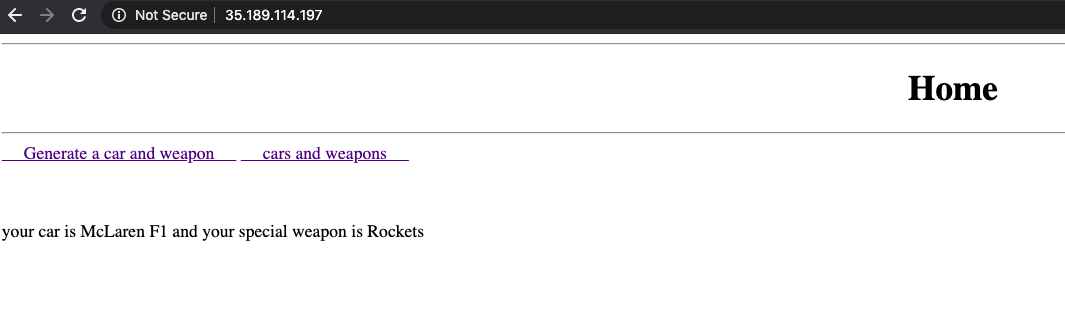 Not Secure | 35.189.114.197
Home
Generate a car and weapon cars and weapons
your car is McLaren F1 and your special weapon is Rockets